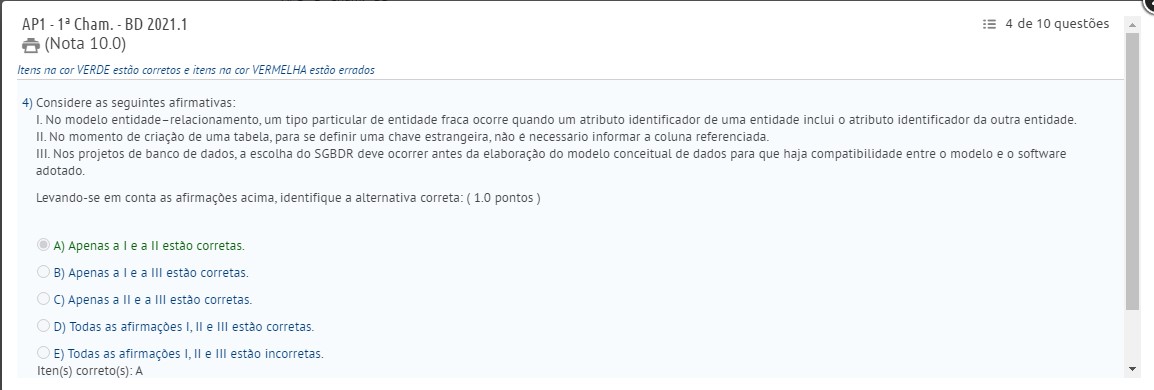 AP1 - 1ª Cham. - BD 2021.1
(Nota 10.0)
4 de 10 questões
Itens na cor VERDE estão corretos e itens na cor VERMELHA estão errados
4) Considere as seguintes afirmativas:
I. No modelo entidade–relacionamento, um tipo particular de entidade fraca ocorre quando um atributo identificador de uma entidade inclui o atributo identificador da outra entidade.
II. No momento de criação de uma tabela, para se definir uma chave estrangeira, não é necessário informar a coluna referenciada.
III. Nos projetos de banco de dados, a escolha do SGBDR deve ocorrer antes da elaboração do modelo conceitual de dados para que haja compatibilidade entre o modelo e o software
adotado.
Levando-se em conta as afirmações acima, identifique a alternativa correta: ( 1.0 pontos )
A) Apenas a I e a II estão corretas.
B) Apenas a I e a III estão corretas.
C) Apenas a II e a III estão corretas.
D) Todas as afirmações I, II e III estão corretas.
E) Todas as afirmações I, II e III estão incorretas.
Iten(s) correto(s): A